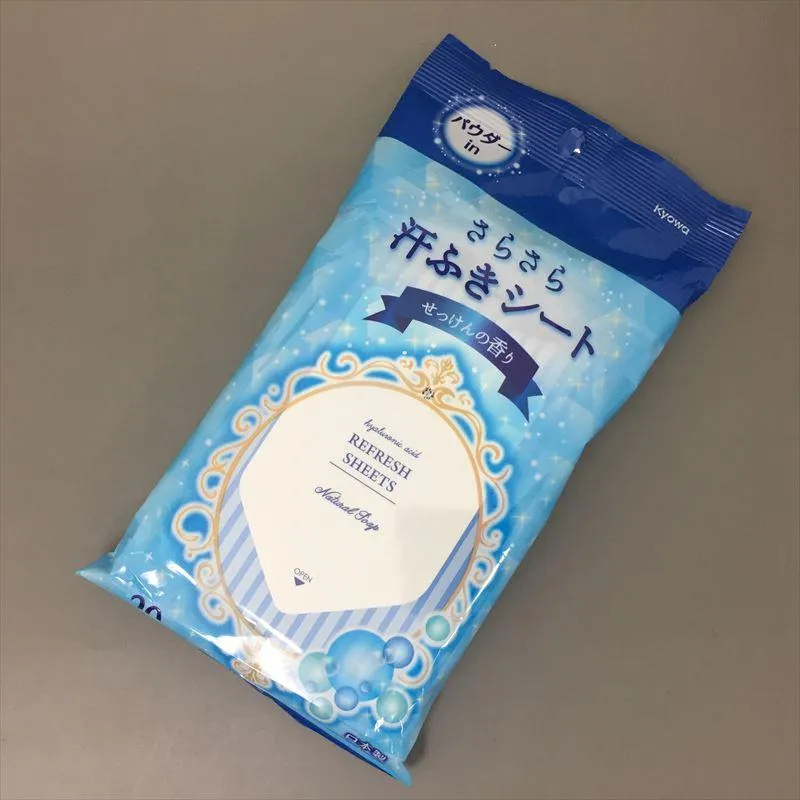 パウダー
in
Kyowa
さらさら
汗ふきシート
せっけんの香り
hyaluronic acid
REFRESH
SHEETS
Natural Soap
OPEN
日本製